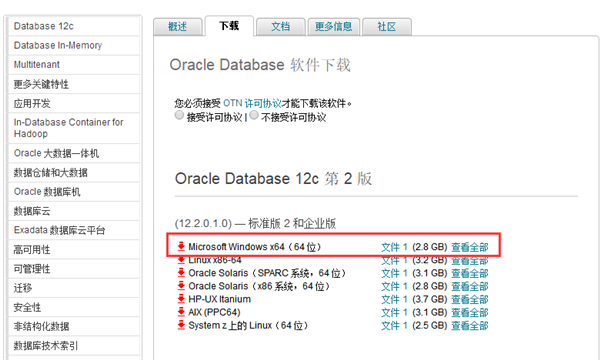 Database 12c
Database In-Memory
Multitenant
更多关键特性
应用开发
In-Database Container for
Hadoop
Oracle 大数据一体机
数据仓储和大数据
Oracle 数据库机
数据库云
Exadata 数据库云平台
高可用性
可管理性
迁移
安全性
非结构化数据
数据库技术索引
概述 下载 文档 更多信息 社区
Oracle Database 软件下载
您必须接受 OTN 许可协议才能下载该软件。
接受许可协议 | 不接受许可协议
Oracle Database 12c 第 2 版
(12.2.0.1.0) — 标准版 2 和企业版
Microsoft Windows x64（64 位） 文件 1 (2.8 GB) 查看全部
Linux x86-64 文件 1 (3.2 GB) 查看全部
Oracle Solaris（SPARC 系统，64 位） 文件 1 (3.1 GB) 查看全部
Oracle Solaris（x86 系统，64 位） 文件 1 (2.8 GB) 查看全部
HP-UX Itanium 文件 1 (3.7 GB) 查看全部
AIX (PPC64) 文件 1 (3.1 GB) 查看全部
System z 上的 Linux（64 位） 文件 1 (2.5 GB) 查看全部